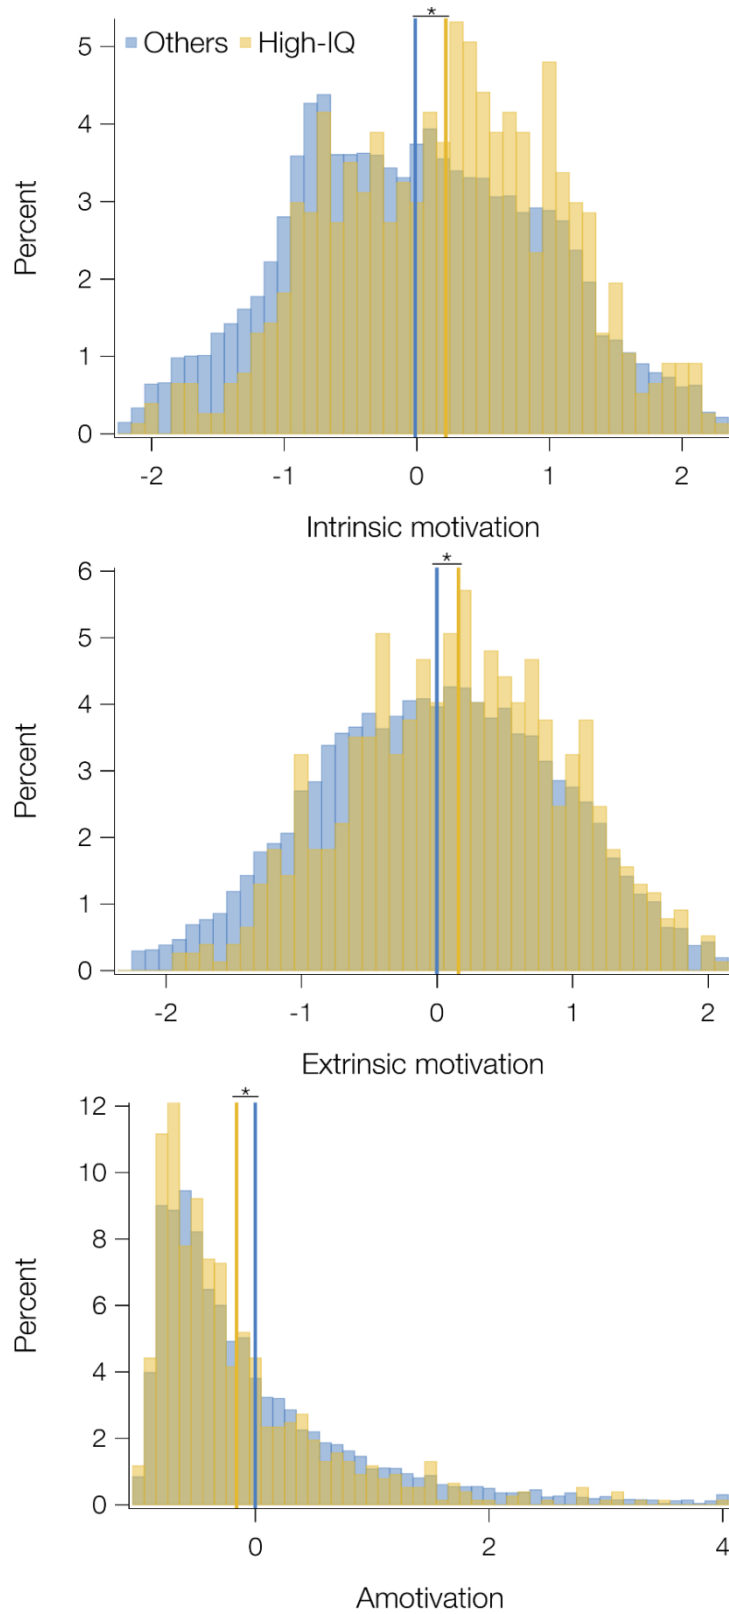 *
Others High-IQ
5
4
3
2
1
0
Percent
-2 -1 0 1 2
Intrinsic motivation
*
6
5
4
3
2
1
0
Percent
-2 -1 0 1 2
Extrinsic motivation
*
12
10
8
6
4
2
0
Percent
0 2 4
Amotivation